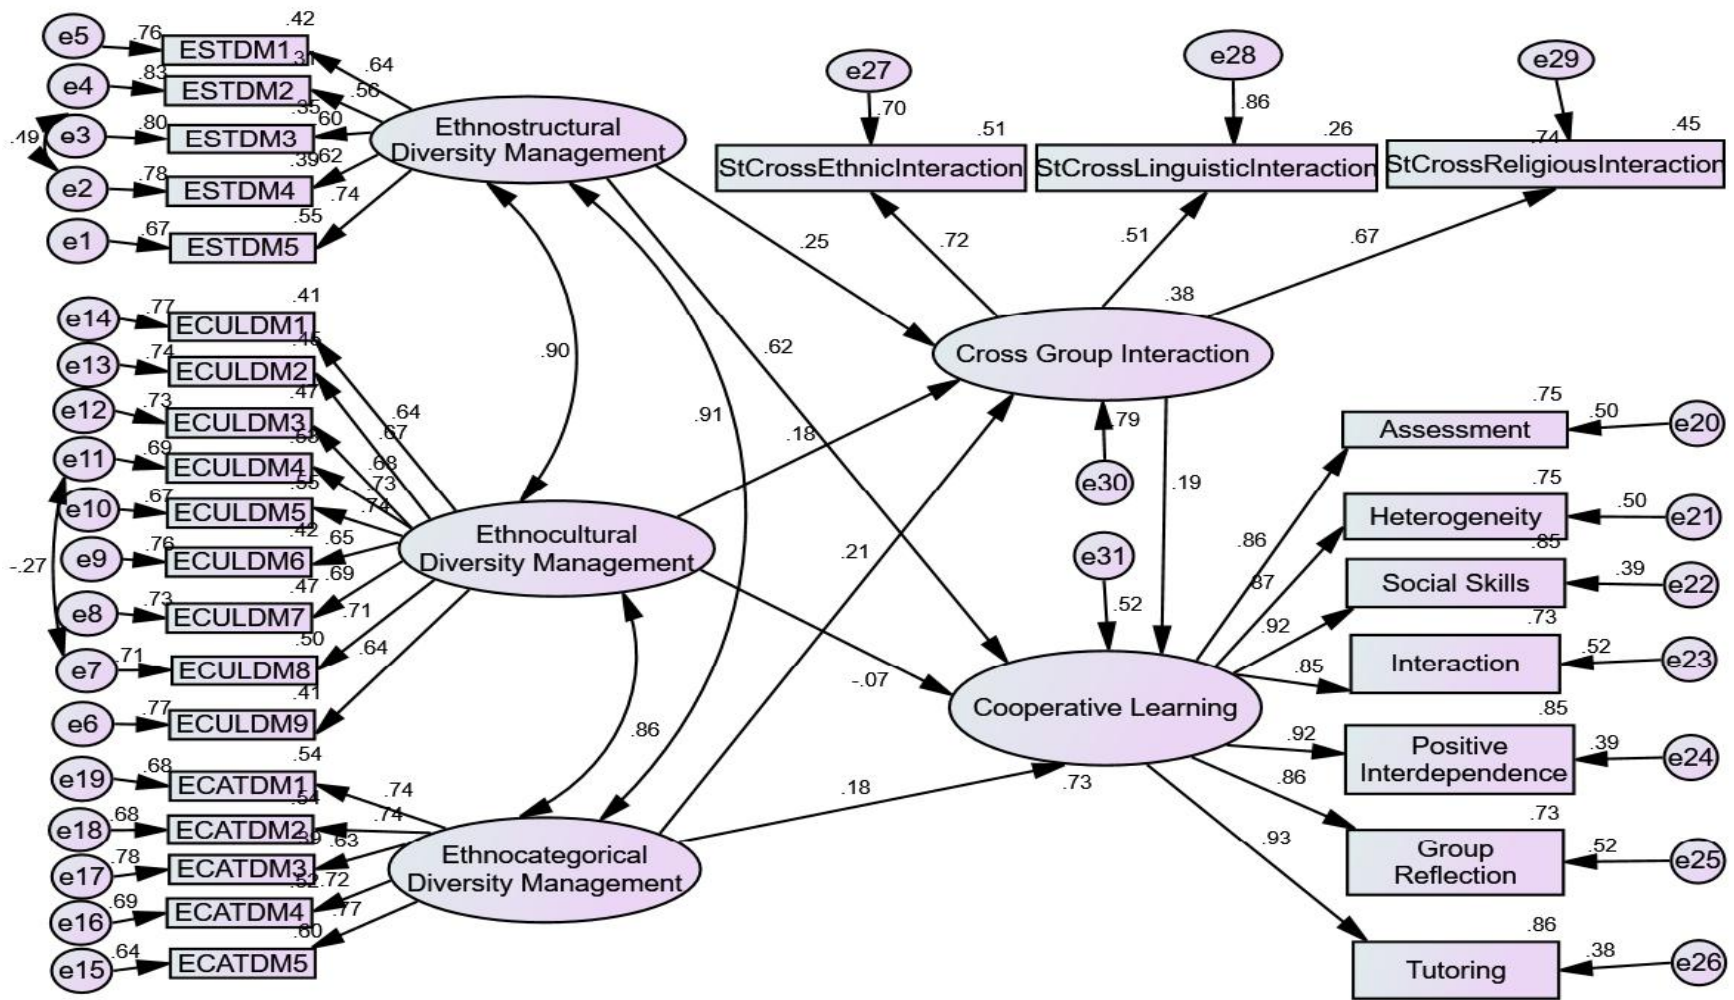 e5
.76
ESTDM1
.42
.64
e4
.83
ESTDM2
.31
.56
e3
.80
ESTDM3
.35
.60
.49
e2
.78
ESTDM4
.39
.62
e1
.67
ESTDM5
.55
.74
Ethnostructural
Diversity Management
e27
.70
.51
StCrossEthnicInteraction
e28
.86
.26
StCrossLinguisticInteraction
e29
.74
.45
StCrossReligiousInteraction
.25
.72
.51
.67
.38
Cross Group Interaction
.90
.62
.91
.18
.79
e30
.19
e31
.52
.21
-.07
.86
e14
.77
ECULDM1
.41
.64
e13
.74
ECULDM2
.45
.67
e12
.73
ECULDM3
.47
.68
e11
.69
ECULDM4
.53
.73
e10
.67
ECULDM5
.55
.74
e9
.76
ECULDM6
.42
.65
-.27
e8
.73
ECULDM7
.47
.69
e7
.71
ECULDM8
.50
.71
e6
.77
ECULDM9
.41
.64
Ethnocultural
Diversity Management
e19
.68
ECATDM1
.54
.74
e18
.68
ECATDM2
.54
.74
e17
.78
ECATDM3
.39
.63
e16
.69
ECATDM4
.52
.72
e15
.64
ECATDM5
.60
.77
Ethnocategorical
Diversity Management
.18
Cooperative Learning
.73
.86
Assessment
.75
.50
e20
.87
Heterogeneity
.75
.50
e21
.92
Social Skills
.85
.39
e22
.85
Interaction
.73
.52
e23
.92
Positive
Interdependence
.85
.39
e24
.86
Group
Reflection
.73
.52
e25
.93
Tutoring
.86
.38
e26